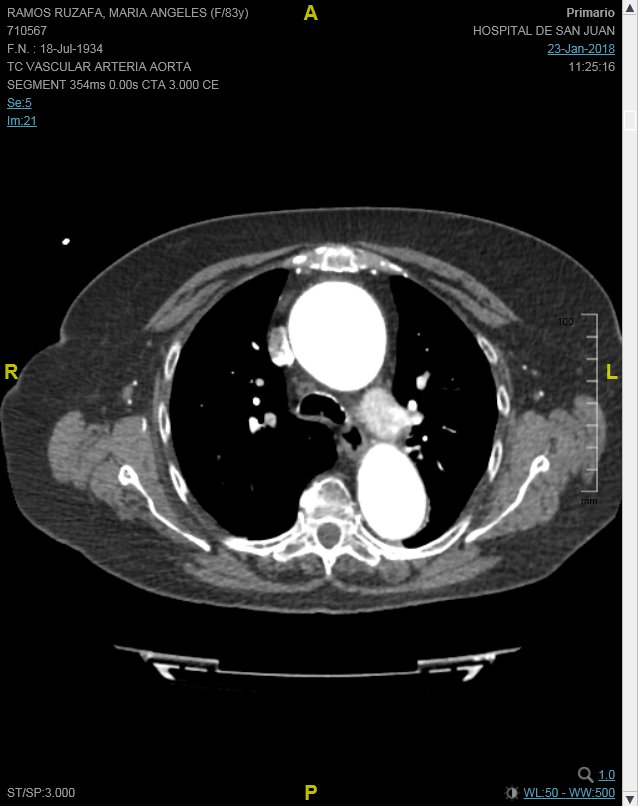 RAMOS RUZAFA, MARIA ANGELES (F/83y)
710567
F.N. : 18-Jul-1934
TC VASCULAR ARTERIA AORTA
SEGMENT 354ms 0.00s CTA 3.000 CE
Se:5
Im:21
A
Primario
HOSPITAL DE SAN JUAN
23-Jan-2018
11:25:16
100
R
L
mm
ST/SP:3.000
P
1.0
WL:50 - WW:500